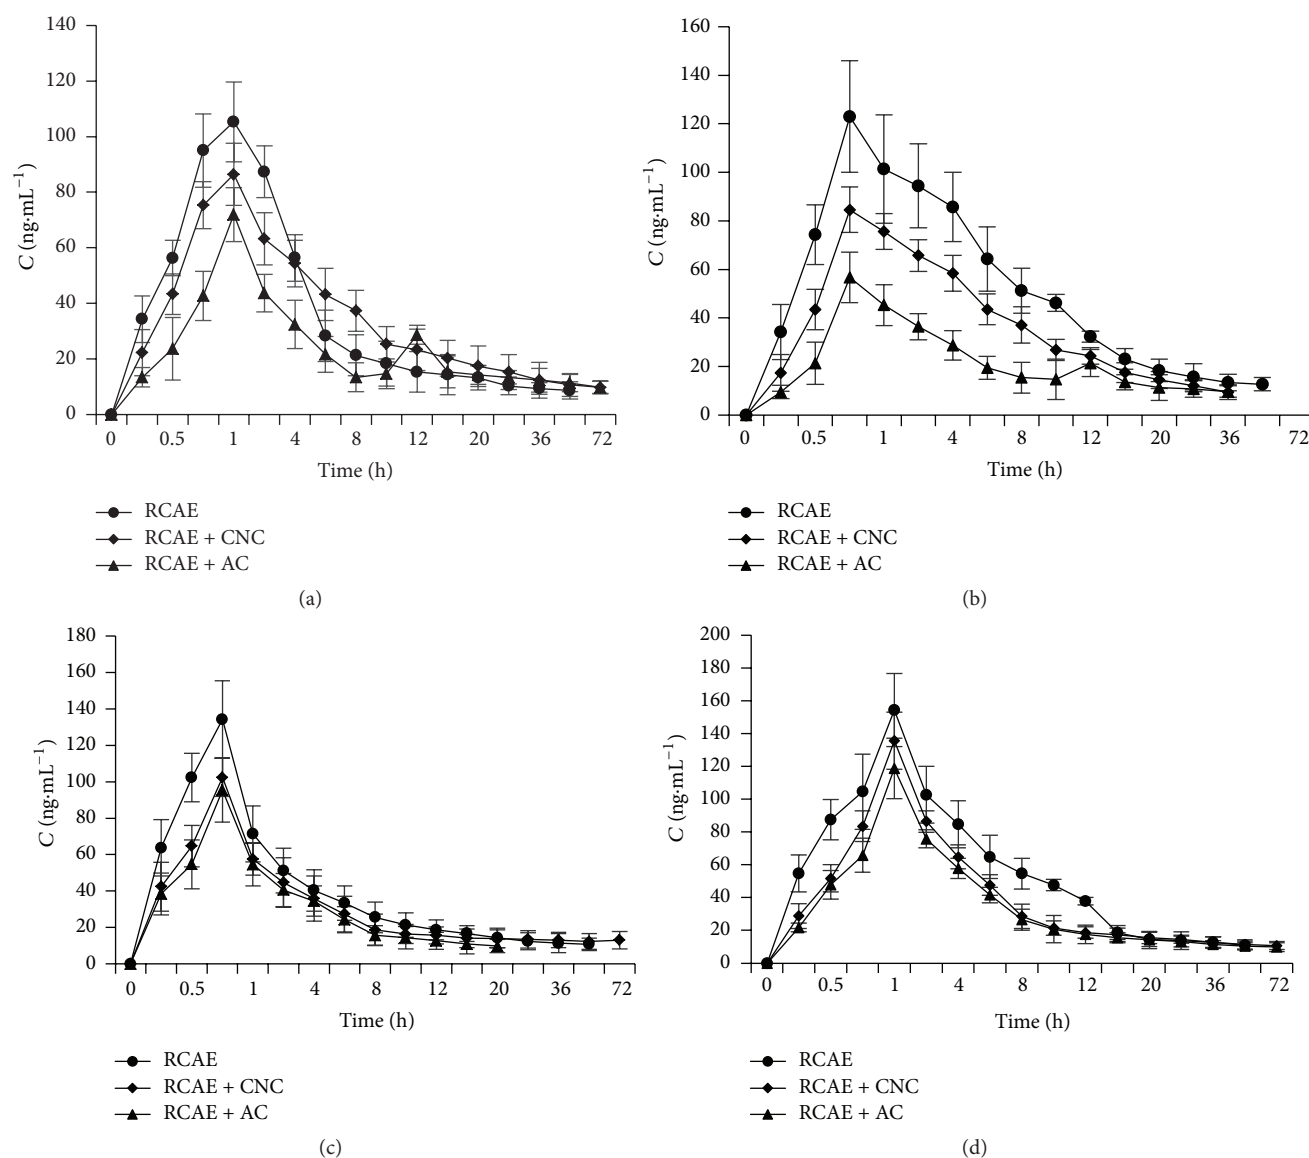 140
120
100
80
60
40
20
0
C (ng·mL⁻¹)
0 0.5 1 4 8 12 20 36 72
Time (h)
RCAE
RCAE + CNC
RCAE + AC
(a)
160
140
120
100
80
60
40
20
0
C (ng·mL⁻¹)
0 0.5 1 4 8 12 20 36 72
Time (h)
RCAE
RCAE + CNC
RCAE + AC
(b)
180
160
140
120
100
80
60
40
20
0
C (ng·mL⁻¹)
0 0.5 1 4 8 12 20 36 72
Time (h)
RCAE
RCAE + CNC
RCAE + AC
(c)
200
180
160
140
120
100
80
60
40
20
0
C (ng·mL⁻¹)
0 0.5 1 4 8 12 20 36 72
Time (h)
RCAE
RCAE + CNC
RCAE + AC
(d)